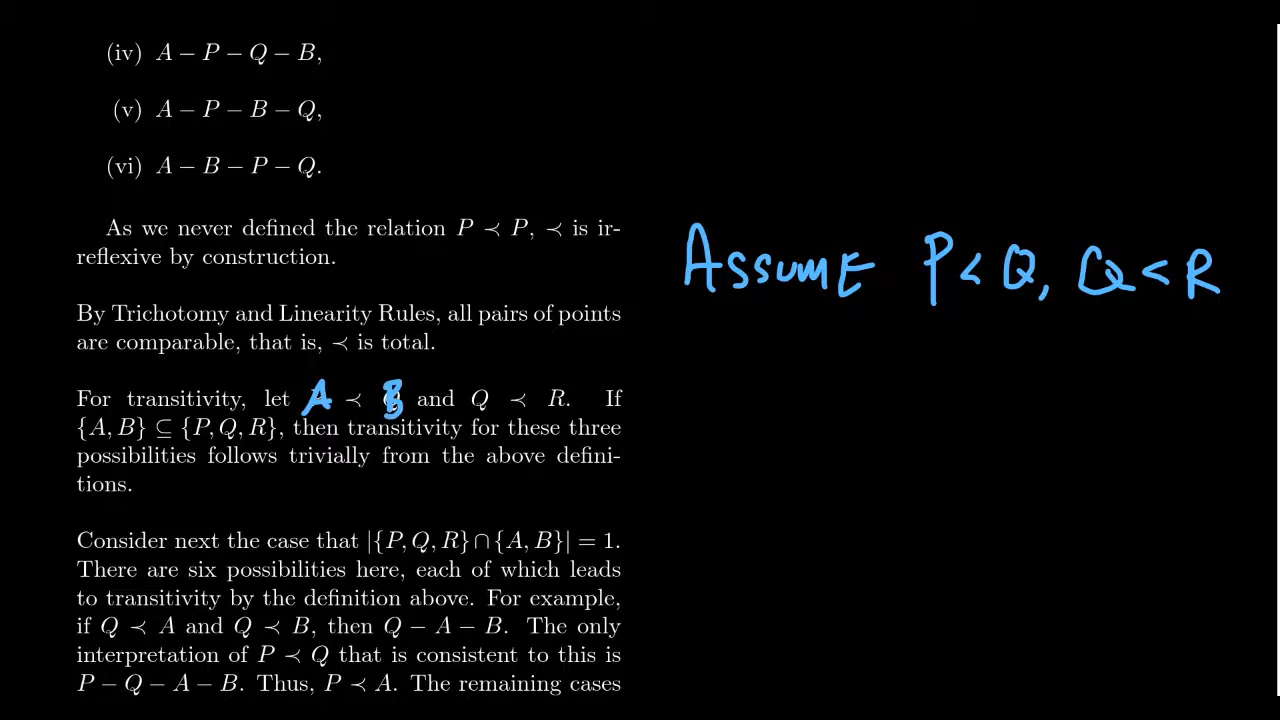 (iv) A − P − Q − B,
(v) A − P − B − Q,
(vi) A − B − P − Q.
As we never defined the relation P ≺ P, ≺ is ir-
reflexive by construction.
By Trichotomy and Linearity Rules, all pairs of points
are comparable, that is, ≺ is total.
For transitivity, let A ≺ B and Q ≺ R. If
{A, B} ⊆ {P, Q, R}, then transitivity for these three
possibilities follows trivially from the above defini-
tions.
Consider next the case that |{P, Q, R} ∩ {A, B}| = 1.
There are six possibilities here, each of which leads
to transitivity by the definition above. For example,
if Q ≺ A and Q ≺ B, then Q − A − B. The only
interpretation of P ≺ Q that is consistent to this is
P − Q − A − B. Thus, P ≺ A. The remaining cases
ASSUME P < Q, Q < R